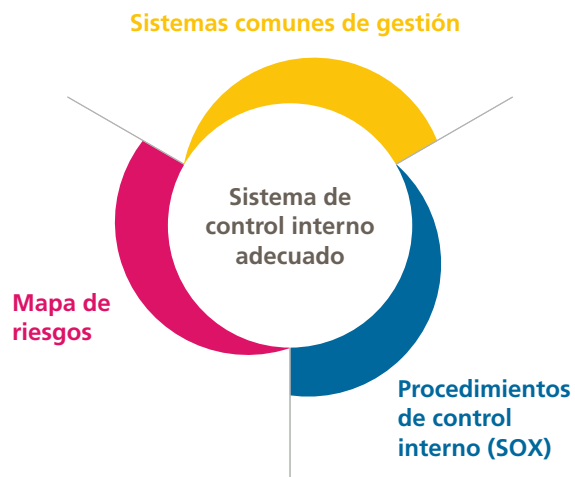 Sistemas comunes de gestión
Sistema de
control interno
adecuado
Mapa de
riesgos
Procedimientos
de control
interno (SOX)